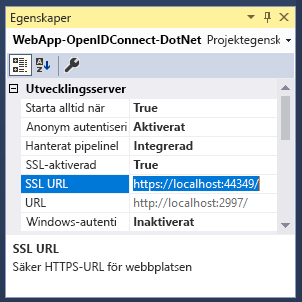 Egenskaper
WebApp-OpenIDConnect-DotNet Projektegensk
Utvecklingsserver
Starta alltid när True
Anonym autentiseri Aktiverat
Hanterat pipelinel Integrerad
SSL-aktiverad True
SSL URL https://localhost:44349/
URL http://localhost:2997/
Windows-autenti Inaktiverat
SSL URL
Säker HTTPS-URL för webbplatsen